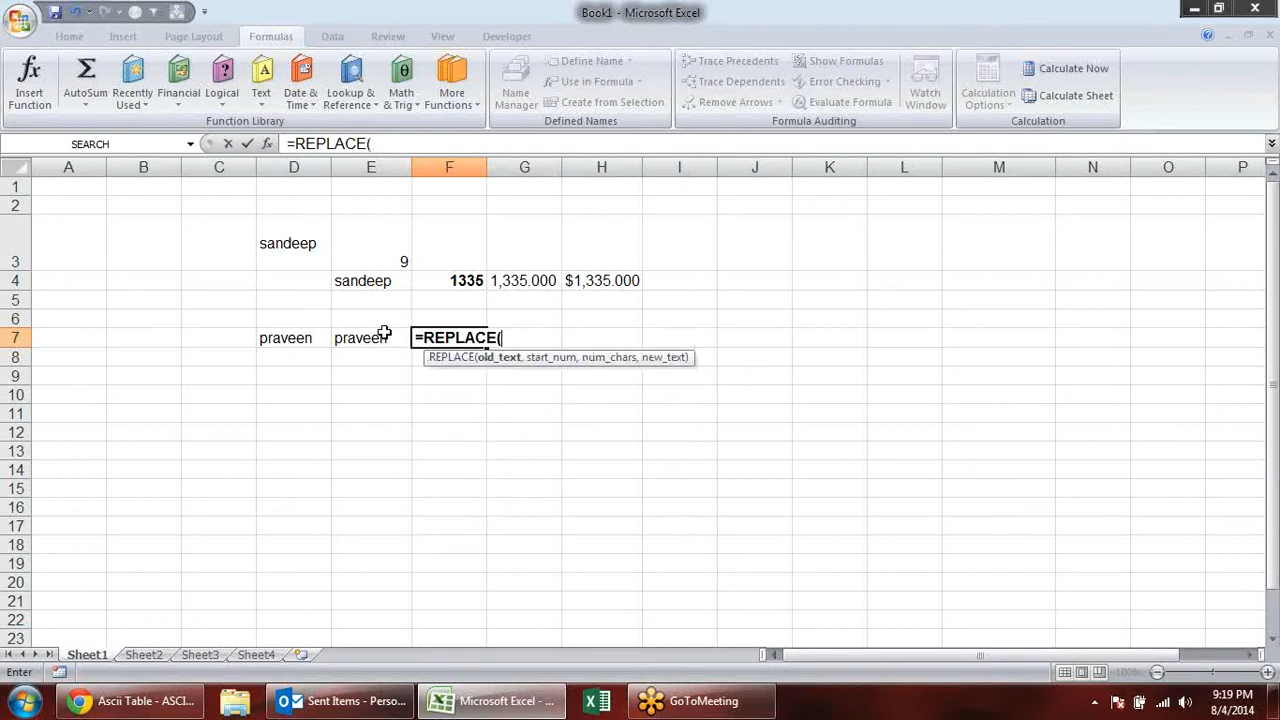 Book1 - Microsoft Excel
Home Insert Page Layout Formulas Data Review View Developer
Insert Function
AutoSum
Recently Used
Financial
Logical
Text
Date & Time
Lookup & Reference
Math & Trig
More Functions
Function Library
Name Manager
Define Name
Use in Formula
Create from Selection
Defined Names
Trace Precedents
Trace Dependents
Remove Arrows
Show Formulas
Error Checking
Evaluate Formula
Formula Auditing
Watch Window
Calculation Options
Calculate Now
Calculate Sheet
Calculation
SEARCH fx =REPLACE(
A B C D E F G H I J K L M N O P
1
2
3 sandeep 9
4 sandeep 1335 1,335.000 $1,335.000
5
6
7 praveen praveen =REPLACE(
8 REPLACE(old_text, start_num, num_chars, new_text)
9
10
11
12
13
14
15
16
17
18
19
20
21
22
23
Sheet1 Sheet2 Sheet3 Sheet4
Enter 100%
Ascii Table - ASCI... Sent Items - Perso... Microsoft Excel - ... GoToMeeting
9:19 PM
8/4/2014